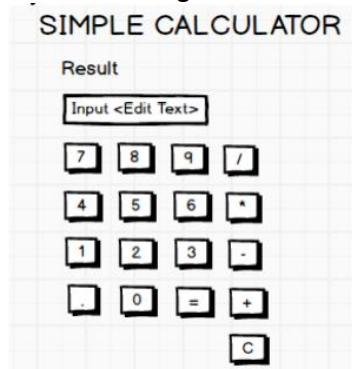 SIMPLE CALCULATOR
Result
Input <Edit Text>
7 8 9 /
4 5 6 *
1 2 3 -
. 0 = +
C